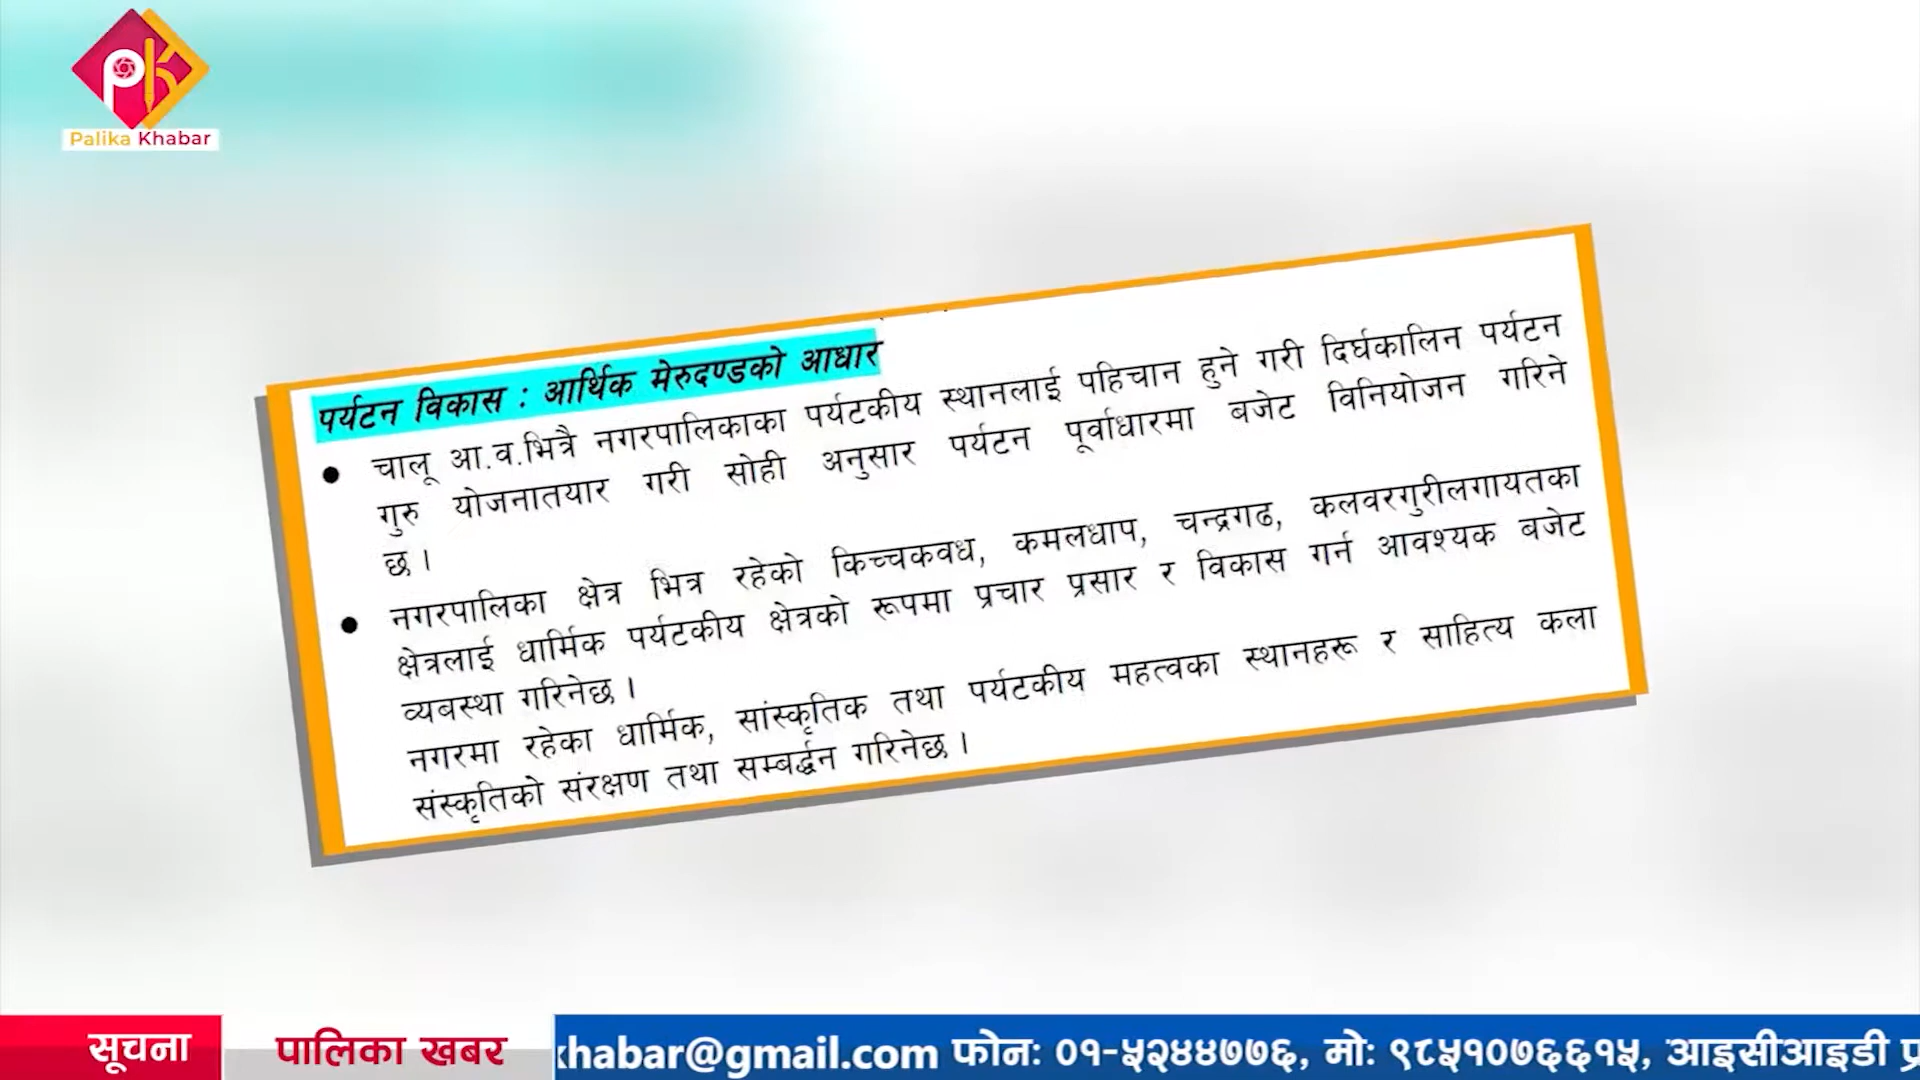 Palika Khabar
पर्यटन विकास : आर्थिक मेरुदण्डको आधार
● चालू आ.व.भित्रै नगरपालिकाका पर्यटकीय स्थानलाई पहिचान हुने गरी दिर्घकालिन पर्यटन
गुरु योजनातयार गरी सोही अनुसार पर्यटन पूर्वाधारमा बजेट विनियोजन गरिने
छ ।
● नगरपालिका क्षेत्र भित्र रहेको किच्चकवध, कमलधाप, चन्द्रगढ, कलवरगुरीलगायतका
क्षेत्रलाई धार्मिक पर्यटकीय क्षेत्रको रूपमा प्रचार प्रसार र विकास गर्न आवश्यक बजेट
व्यबस्था गरिनेछ ।
नगरमा रहेका धार्मिक, सांस्कृतिक तथा पर्यटकीय महत्वका स्थानहरू र साहित्य कला
संस्कृतिको संरक्षण तथा सम्बर्द्धन गरिनेछ ।
सूचना पालिका खबर khabar@gmail.com फोनः ०१-५२४४७७६, मोः ९८५१०७६६१५, आइसीआइडी प्र